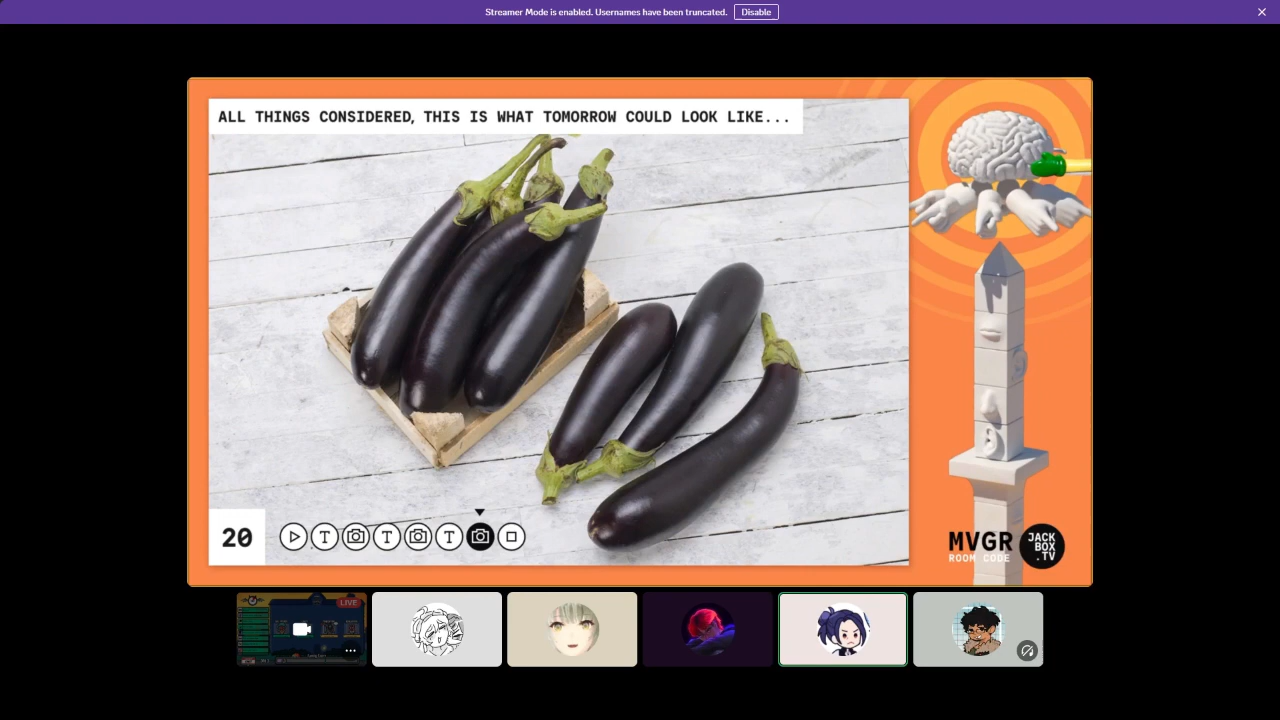 Streamer Mode is enabled. Usernames have been truncated. Disable
ALL THINGS CONSIDERED, THIS IS WHAT TOMORROW COULD LOOK LIKE...
20
T
T
T
MVGR
ROOM CODE
JACK
BOX
.TV
LIVE